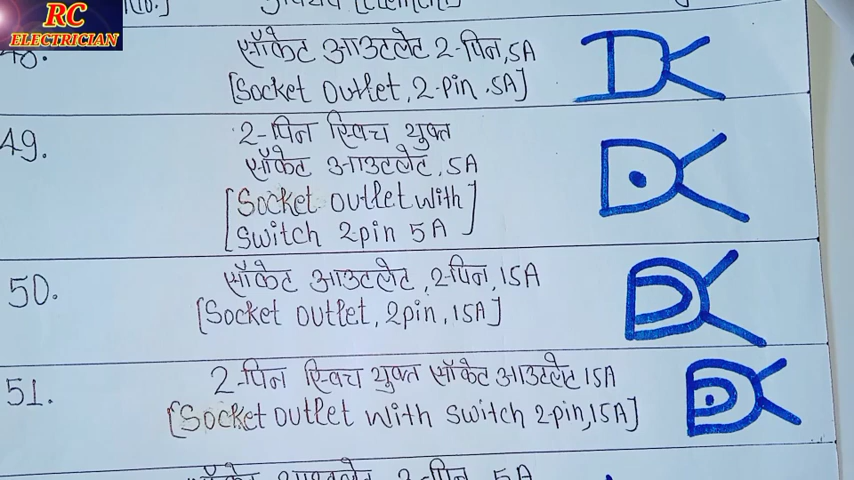 RC
ELECTRICIAN
सॉकेट आउटलेट 2-पिन, 5A
[Socket outlet, 2-pin .5A]
49.
2-पिन स्विच युक्त
सॉकेट आउटलेट, 5A
[Socket outlet with
switch 2pin 5A]
50.
सॉकेट आउटलेट, 2-पिन, 15A
[Socket outlet, 2pin, 15A]
51.
2-पिन स्विच युक्त सॉकेट आउटलेट 15A
[Socket outlet with switch 2-pin, 15A]